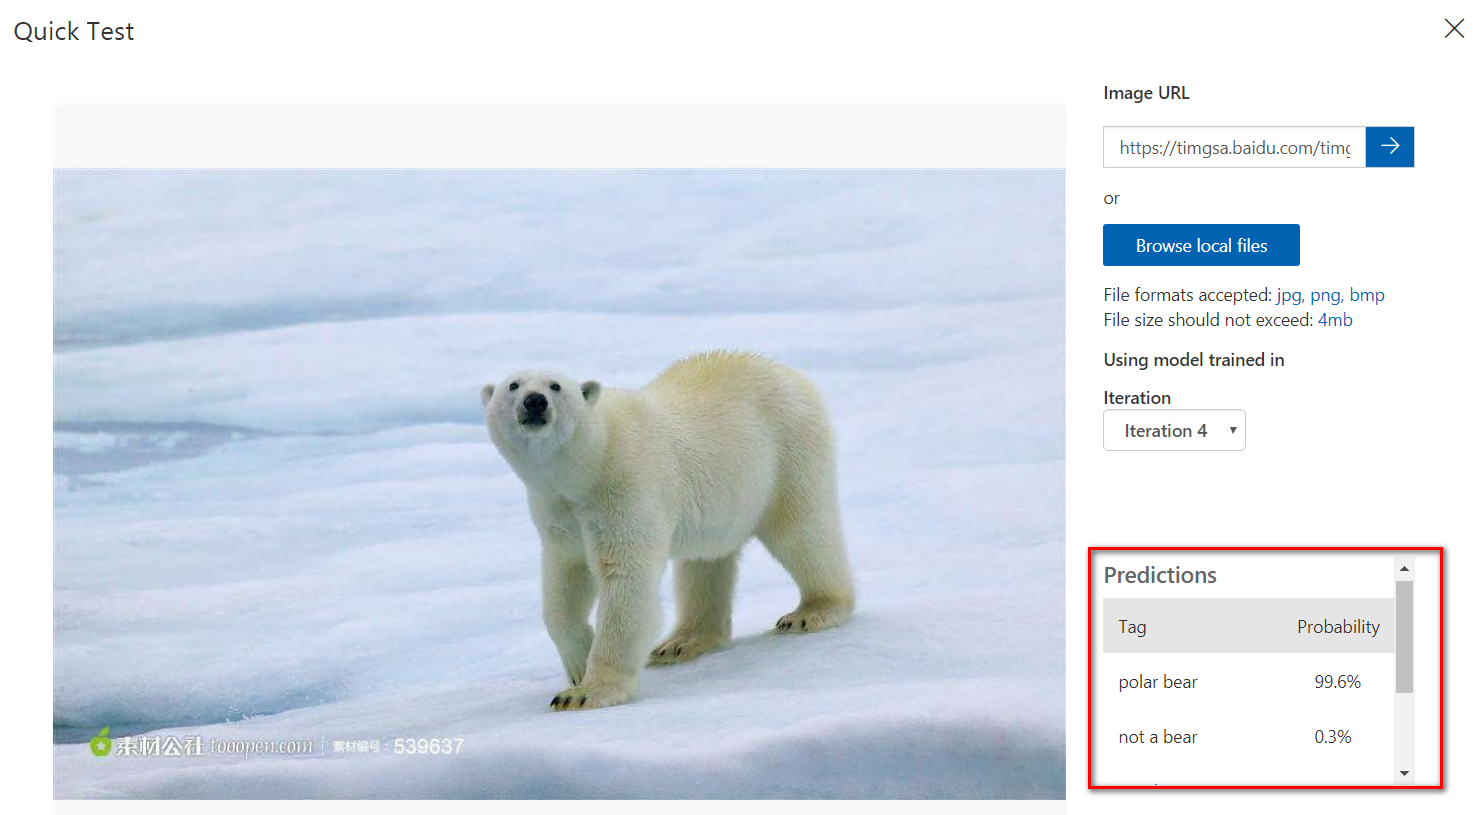 Quick Test
Image URL
https://timgsa.baidu.com/timg
or
Browse local files
File formats accepted: jpg, png, bmp
File size should not exceed: 4mb
Using model trained in
Iteration
Iteration 4
Predictions
Tag Probability
polar bear 99.6%
not a bear 0.3%
素材公社 tooopen.com 素材编号：539637